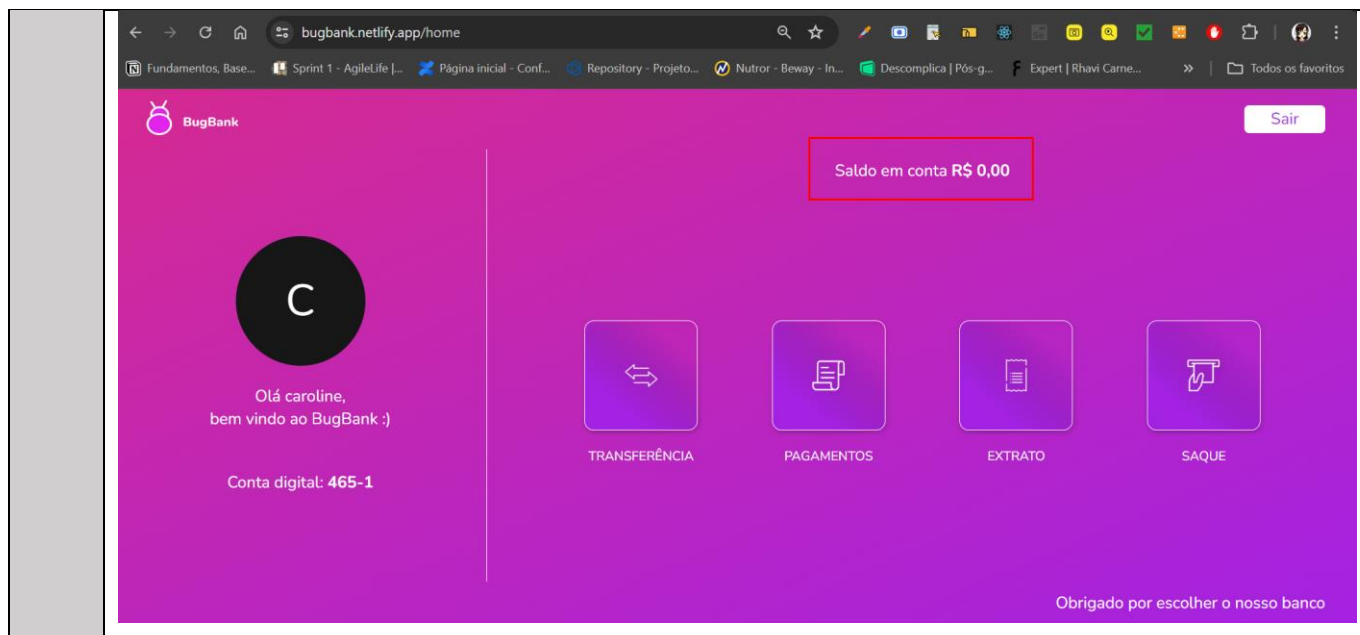 bugbank.netlify.app/home
Fundamentos, Base... Sprint 1 - AgileLife |... Página inicial - Conf... Repository - Projeto... Nutror - Beway - In... Descomplica | Pós-g... Expert | Rhavi Carne... » Todos os favoritos
BugBank
Sair
Saldo em conta R$ 0,00
C
Olá caroline,
bem vindo ao BugBank :)
Conta digital: 465-1
TRANSFERÊNCIA
PAGAMENTOS
EXTRATO
SAQUE
Obrigado por escolher o nosso banco